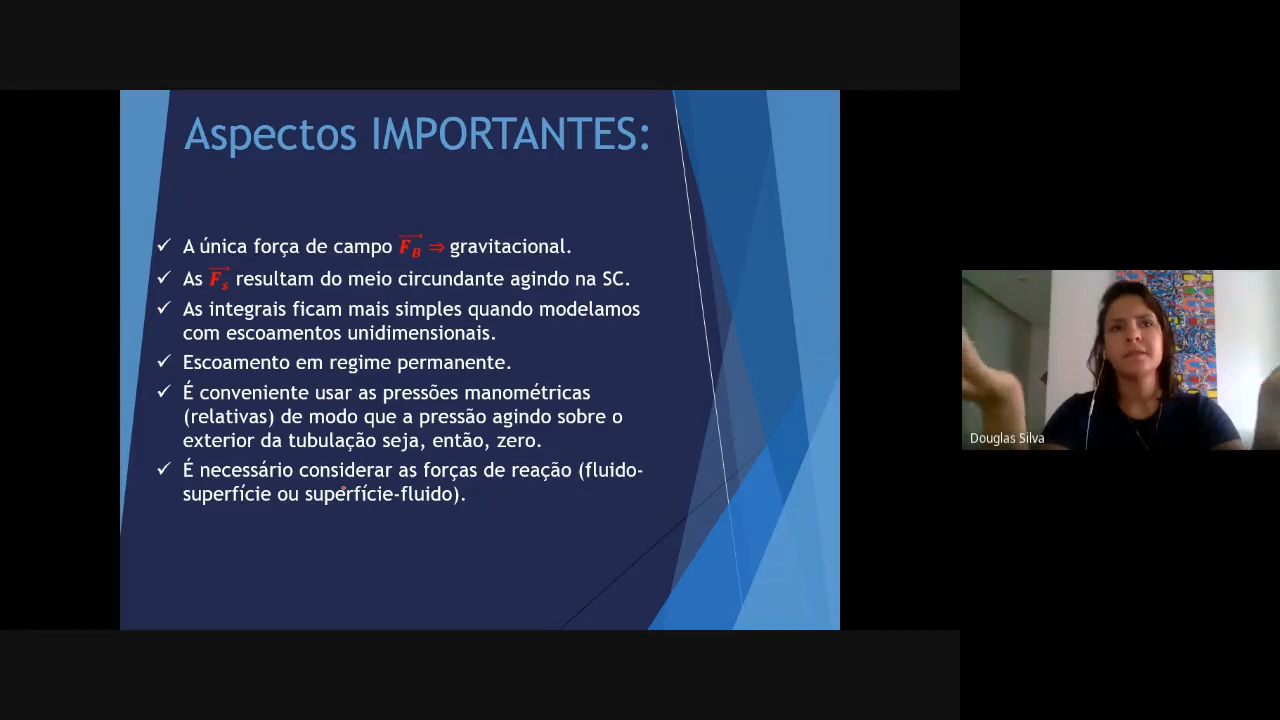 Aspectos IMPORTANTES:
✓ A única força de campo F_B ⇒ gravitacional.
✓ As F_s resultam do meio circundante agindo na SC.
✓ As integrais ficam mais simples quando modelamos
com escoamentos unidimensionais.
✓ Escoamento em regime permanente.
✓ É conveniente usar as pressões manométricas
(relativas) de modo que a pressão agindo sobre o
exterior da tubulação seja, então, zero.
✓ É necessário considerar as forças de reação (fluido-
superfície ou superfície-fluido).
Douglas Silva